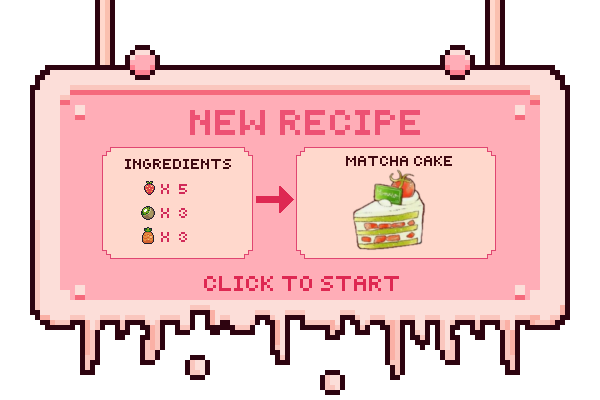 NEW RECIPE
INGREDIENTS
X 5
X 3
X 3
MATCHA CAKE
CLICK TO START